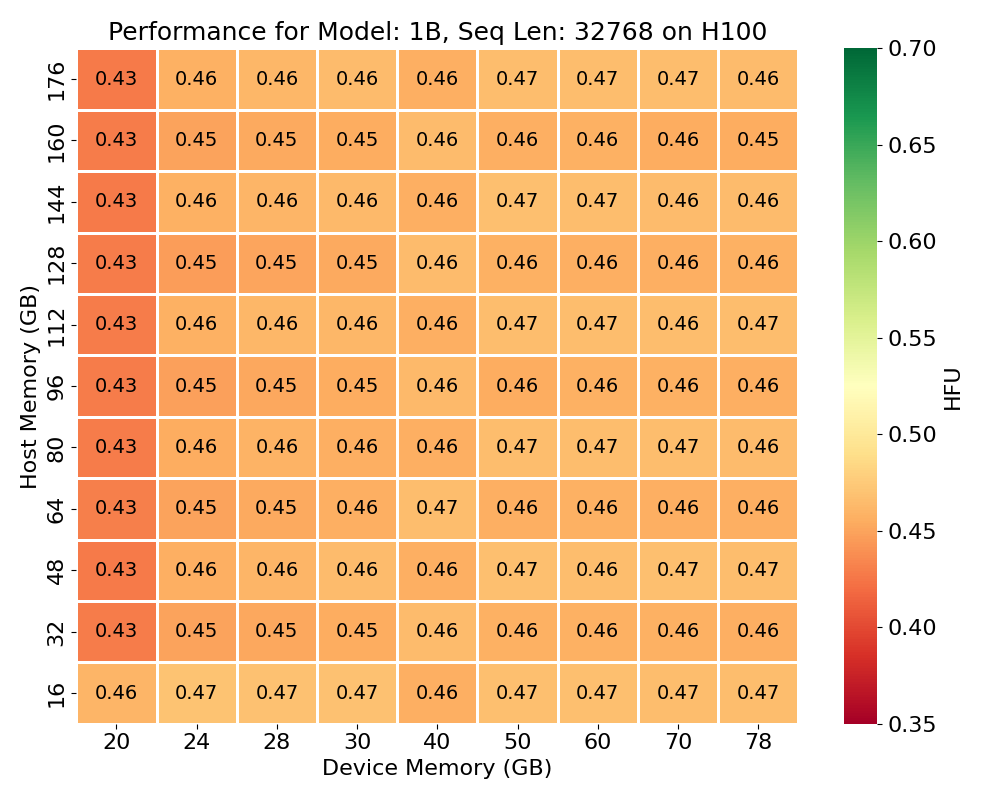 Performance for Model: 1B, Seq Len: 32768 on H100
176 0.43 0.46 0.46 0.46 0.46 0.47 0.47 0.47 0.46
160 0.43 0.45 0.45 0.45 0.46 0.46 0.46 0.46 0.45
144 0.43 0.46 0.46 0.46 0.46 0.47 0.47 0.46 0.46
128 0.43 0.45 0.45 0.45 0.46 0.46 0.46 0.46 0.46
112 0.43 0.46 0.46 0.46 0.46 0.47 0.47 0.46 0.47
96 0.43 0.45 0.45 0.45 0.46 0.46 0.46 0.46 0.46
80 0.43 0.46 0.46 0.46 0.46 0.47 0.47 0.47 0.46
64 0.43 0.45 0.45 0.46 0.47 0.46 0.46 0.46 0.46
48 0.43 0.46 0.46 0.46 0.46 0.47 0.46 0.47 0.47
32 0.43 0.45 0.45 0.45 0.46 0.46 0.46 0.46 0.46
16 0.46 0.47 0.47 0.47 0.46 0.47 0.47 0.47 0.47
20 24 28 30 40 50 60 70 78
Device Memory (GB)
Host Memory (GB)
0.70
0.65
0.60
0.55
0.50
0.45
0.40
0.35
HFU